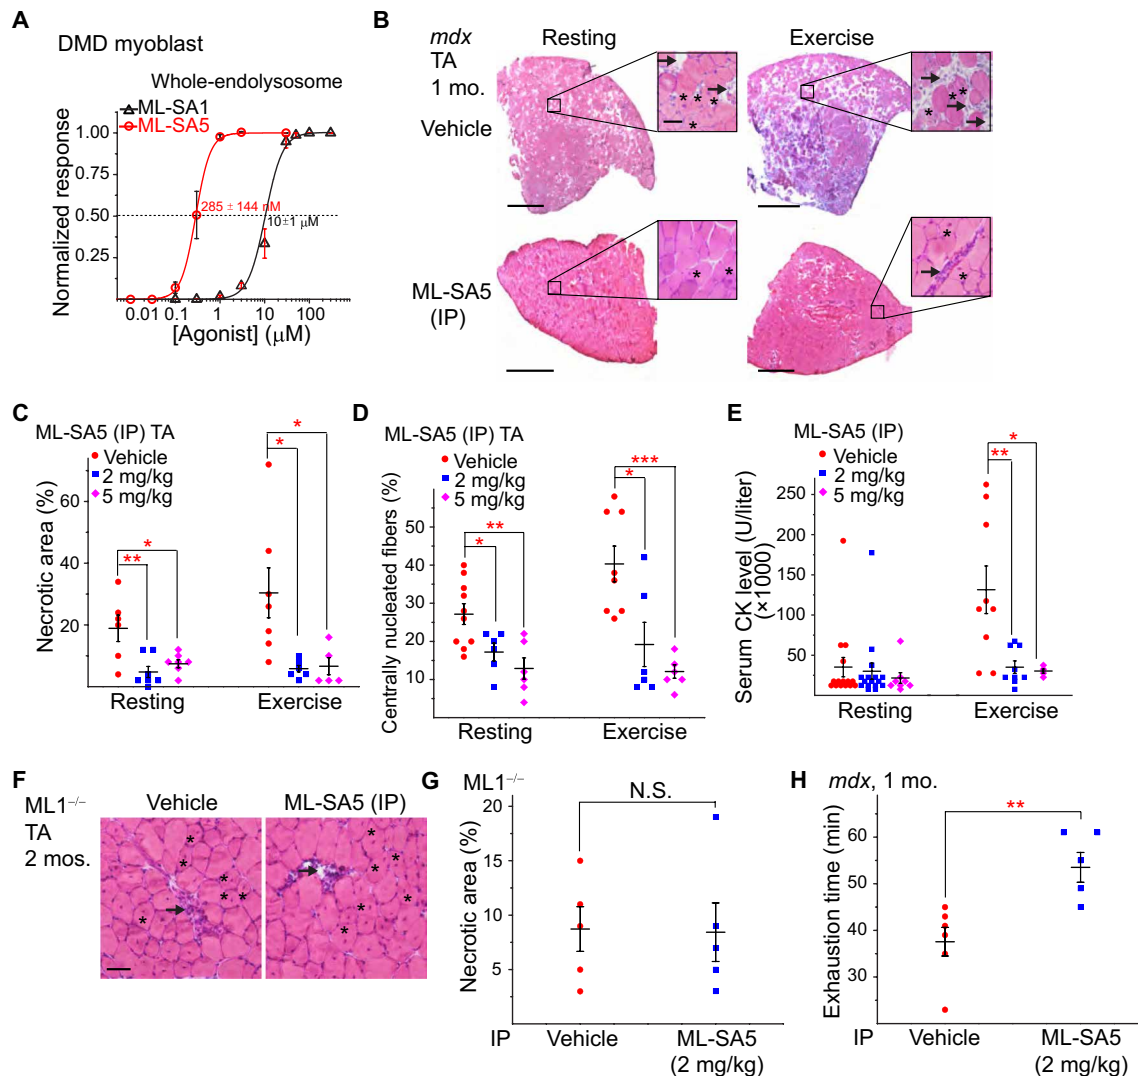 A
DMD myoblast
Whole-endolysosome
ML-SA1
ML-SA5
1.00
0.75
0.50
0.25
285 ± 144 nM
10±1 μM
0.01 0.1 1 10 100
[Agonist] (μM)
Normalized response
B
mdx
TA
1 mo.
Vehicle
Resting
Exercise
ML-SA5
(IP)
C
ML-SA5 (IP) TA
Vehicle
2 mg/kg
5 mg/kg
Necrotic area (%)
60
40
20
**
*
*
*
Resting
Exercise
D
ML-SA5 (IP) TA
Vehicle
2 mg/kg
5 mg/kg
Centrally nucleated fibers (%)
50
40
30
20
10
*
**
*
***
Resting
Exercise
E
ML-SA5 (IP)
Vehicle
2 mg/kg
5 mg/kg
Serum CK level (U/liter)
(×1000)
250
200
150
100
50
**
*
Resting
Exercise
F
ML1–/–
TA
2 mos.
Vehicle
ML-SA5 (IP)
G
ML1–/–
N.S.
Necrotic area (%)
20
15
10
5
IP
Vehicle
ML-SA5
(2 mg/kg)
H
mdx, 1 mo.
**
Exhaustion time (min)
60
50
40
30
IP
Vehicle
ML-SA5
(2 mg/kg)